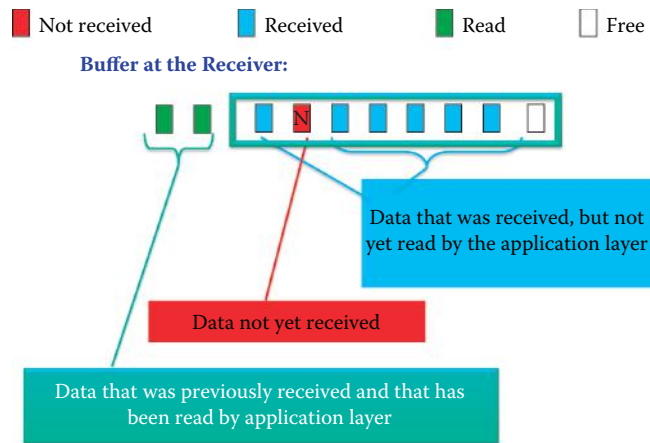 Not received Received Read Free
Buffer at the Receiver:
N
Data that was received, but not
yet read by the application layer
Data not yet received
Data that was previously received and that has
been read by application layer